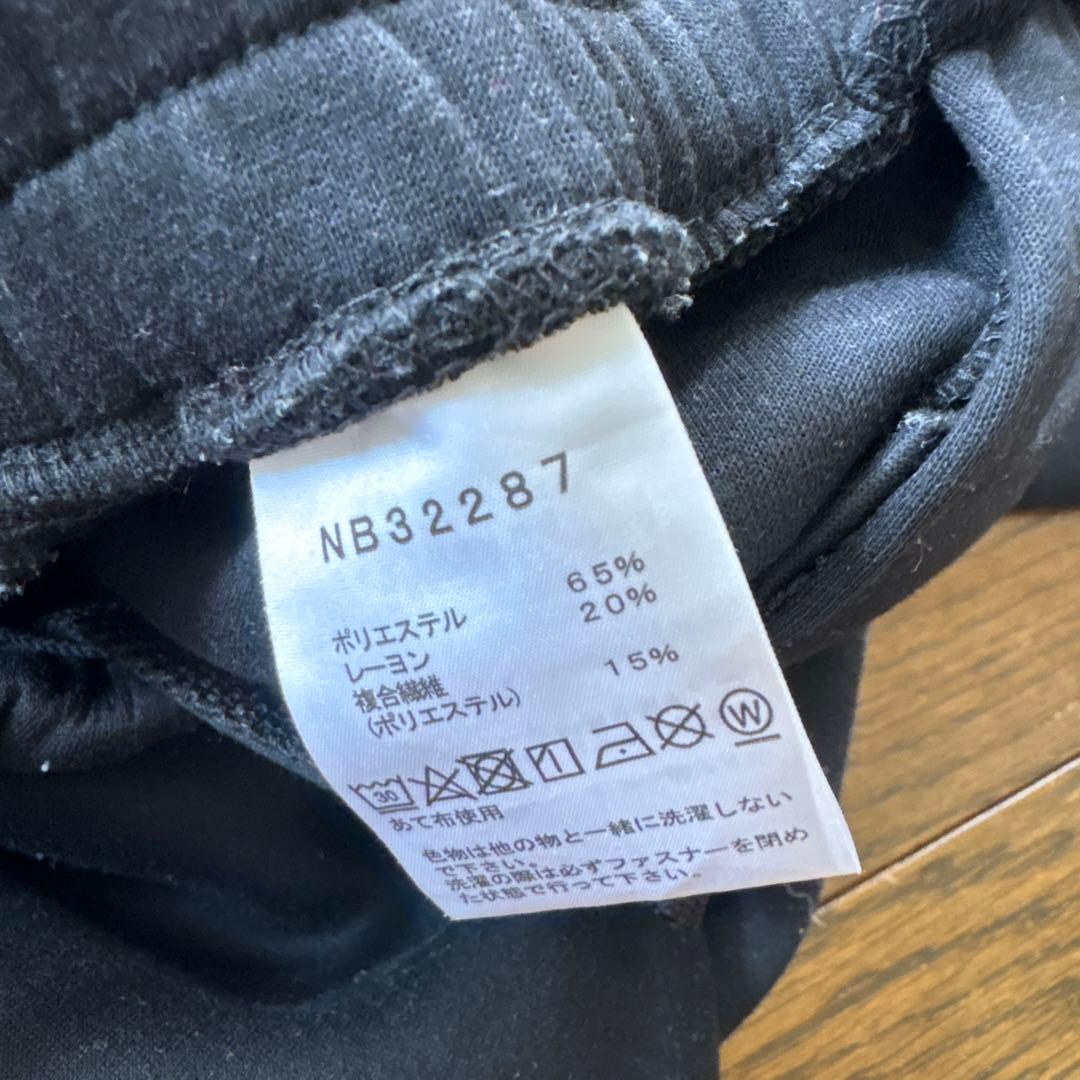 NB32287
ポリエステル 65%
レーヨン 20%
複合繊維 15%
(ポリエステル)
30 W
あて布使用
色物は他の物と一緒に洗濯しない
で下さい。
洗濯の際は必ずファスナーを閉め
た状態で行って下さい。